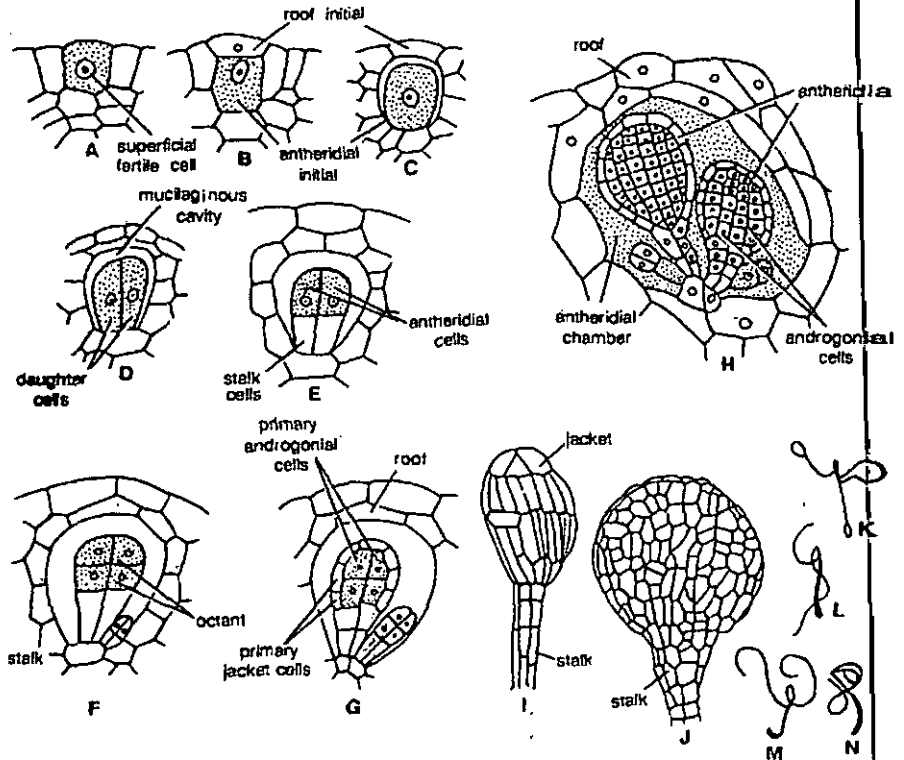 roof initial
A
superficial
fertile cell
B
antheridial
initial
C
roof
antheridia
mucilaginous
cavity
daughter
cells
D
stalk
cells
E
antheridial
cells
antheridial
chamber
androgonial
cells
H
primary
androgonial
cells
roof
jacket
octant
stalk
F
primary
jacket cells
G
stalk
I
stalk
J
K
L
M
N